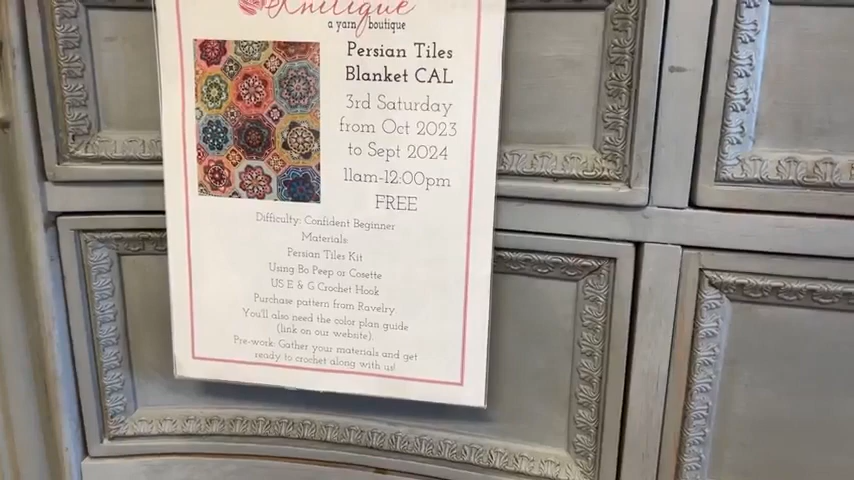 Knitique
a yarn boutique
Persian Tiles
Blanket CAL
3rd Saturday
from Oct 2023
to Sept 2024
11am-12:00pm
FREE
Difficulty: Confident Beginner
Materials
Persian Tiles Kit
Using Bo Peep or Cosette
US E & G Crochet Hook
Purchase pattern from Ravelry
You'll also need the color plan guide
(link on our website).
Pre-work: Gather your materials and get
ready to crochet along with us!